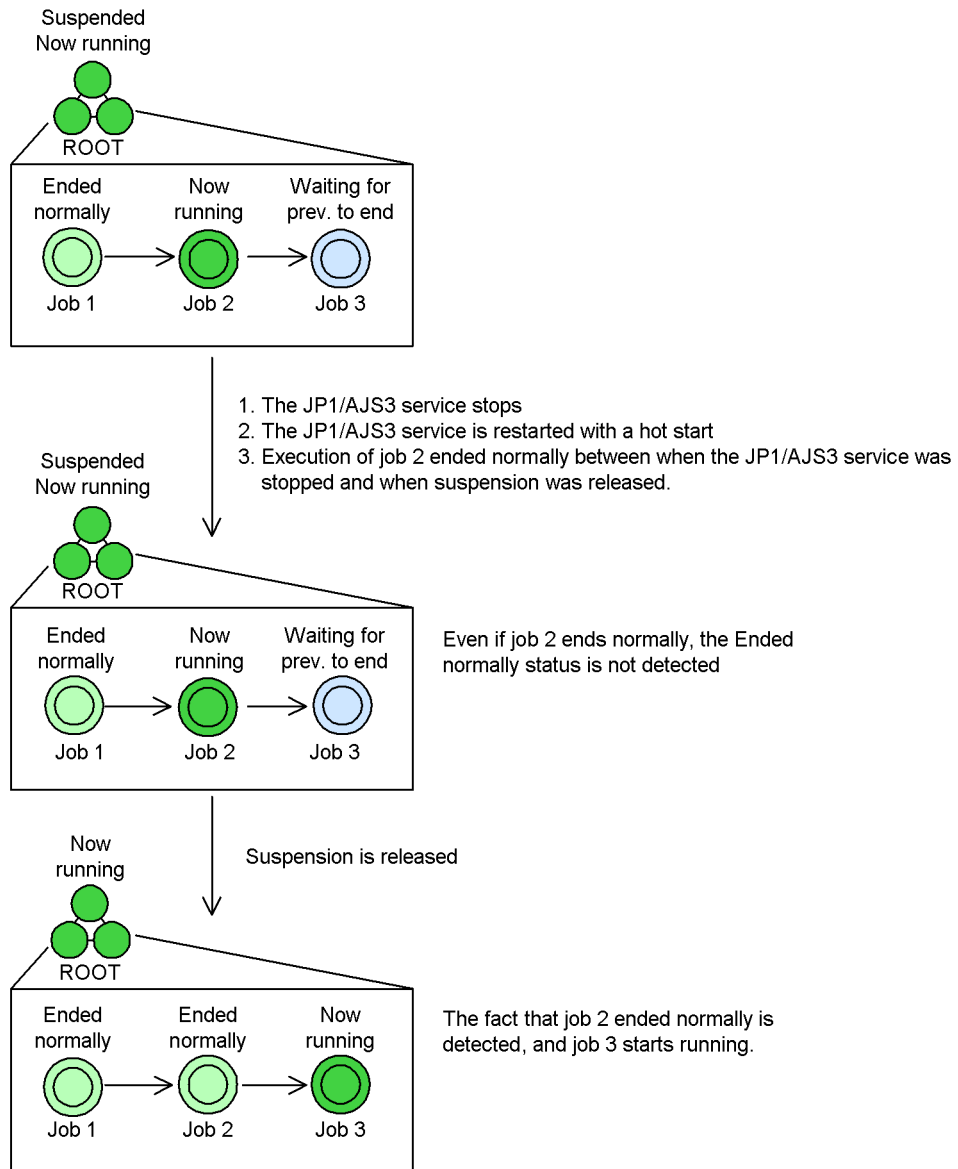 Suspended
Now running
ROOT
Ended Now Waiting for
normally running prev. to end
Job 1 Job 2 Job 3
1. The JP1/AJS3 service stops
2. The JP1/AJS3 service is restarted with a hot start
3. Execution of job 2 ended normally between when the JP1/AJS3 service was
stopped and when suspension was released.
Suspended
Now running
ROOT
Ended Now Waiting for
normally running prev. to end
Job 1 Job 2 Job 3
Even if job 2 ends normally, the Ended
normally status is not detected
Suspension is released
Now
running
ROOT
Ended Ended Now
normally normally running
Job 1 Job 2 Job 3
The fact that job 2 ended normally is
detected, and job 3 starts running.